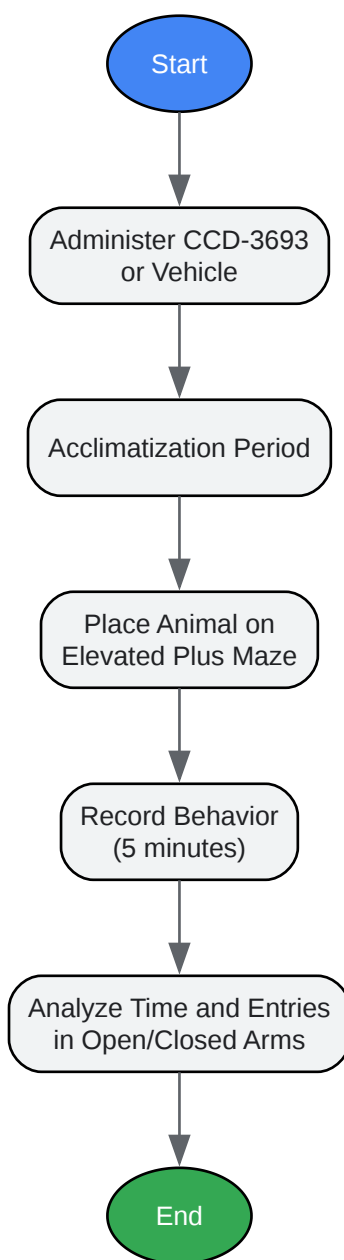 Start
Administer CCD-3693
or Vehicle
Acclimatization Period
Place Animal on
Elevated Plus Maze
Record Behavior
(5 minutes)
Analyze Time and Entries
in Open/Closed Arms
End